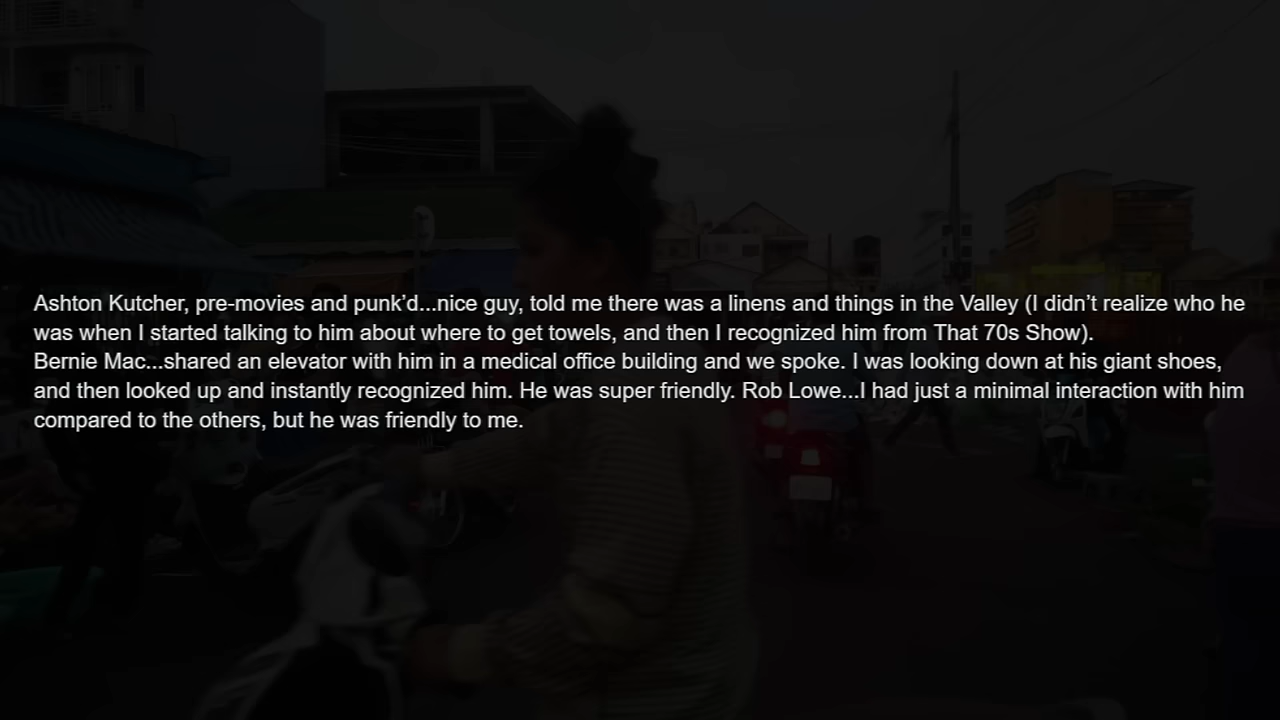 Ashton Kutcher, pre-movies and punk’d...nice guy, told me there was a linens and things in the Valley (I didn’t realize who he
was when I started talking to him about where to get towels, and then I recognized him from That 70s Show).
Bernie Mac...shared an elevator with him in a medical office building and we spoke. I was looking down at his giant shoes,
and then looked up and instantly recognized him. He was super friendly. Rob Lowe...I had just a minimal interaction with him
compared to the others, but he was friendly to me.